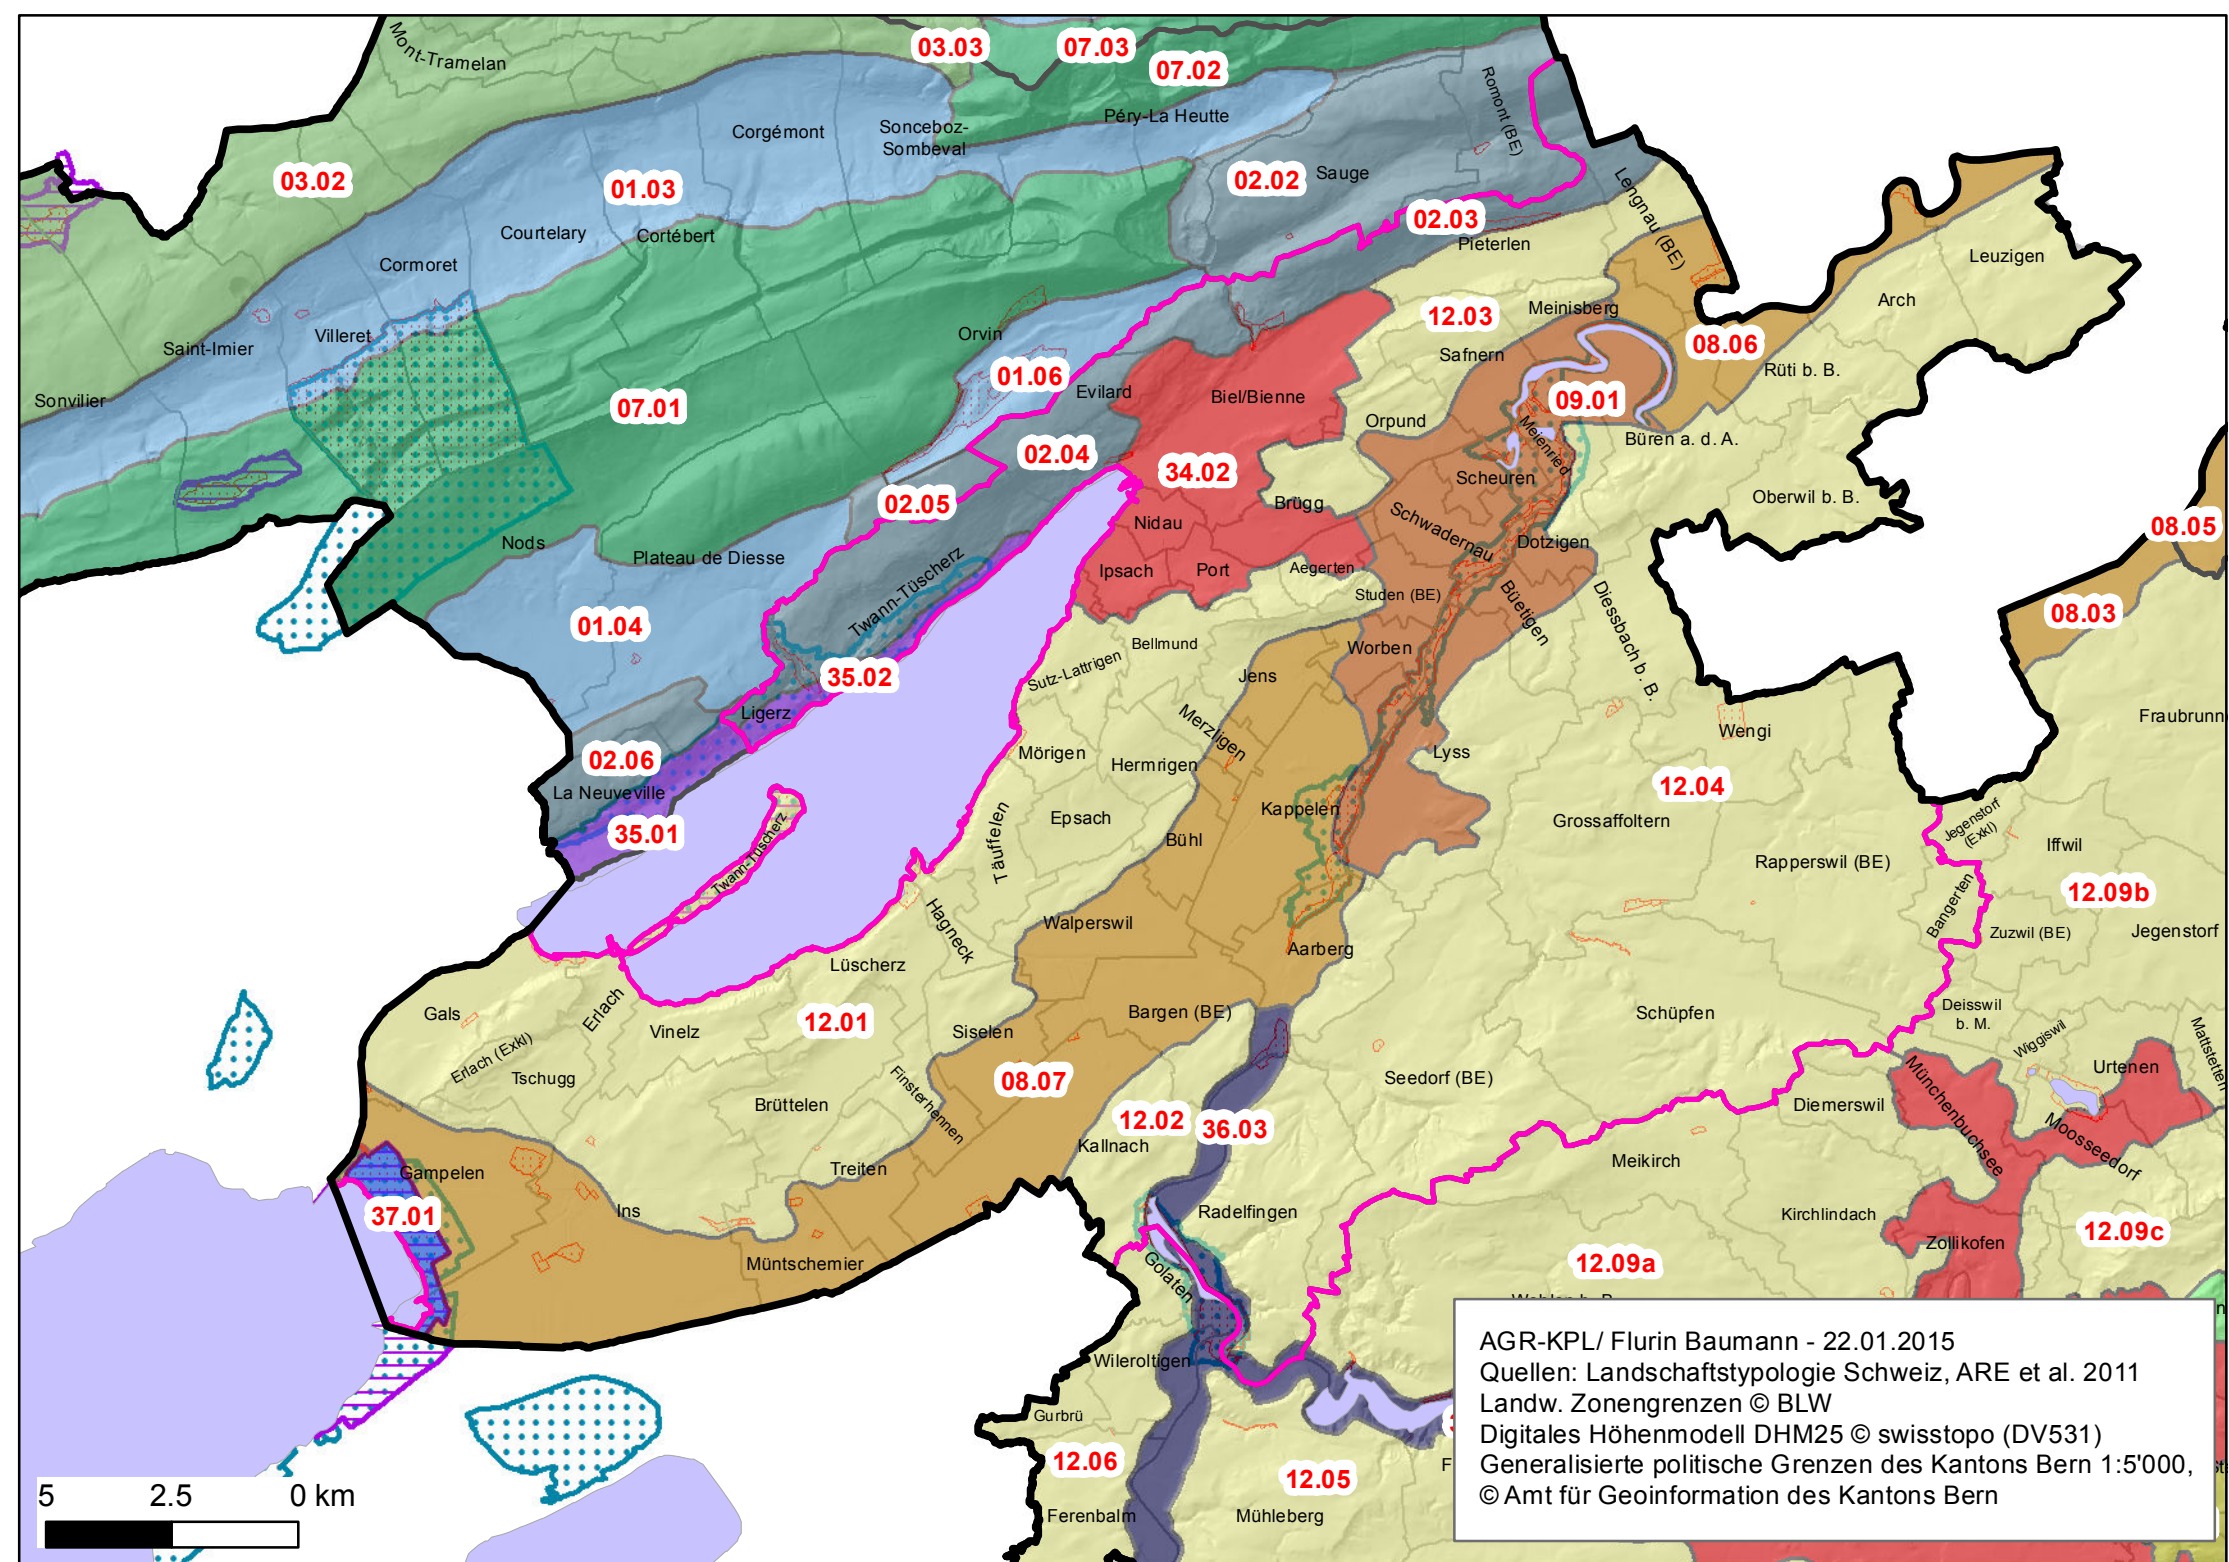 Mont-Tramelan
03.03
07.03
07.02
Romont (BE)
Péry-La Heutte
Corgémont
Sonceboz-
Sombeval
03.02
01.03
02.02
Sauge
Lengnau (BE)
02.03
Courtelary
Cortébert
Pieterlen
Cormoret
Leuzigen
Arch
12.03
Meinisberg
Villeret
Saint-Imier
Orvin
08.06
Safnern
Rüti b. B.
01.06
Evilard
Biel/Bienne
Sonvilier
07.01
09.01
Orpund
Meienried
Büren a. d. A.
02.04
34.02
Scheuren
02.05
Brügg
Oberwil b. B.
Nidau
Schwadernau
08.05
Nods
Plateau de Diesse
Dotzigen
Ipsach
Port
Aegerten
Twann-Tüscherz
Studen (BE)
Büetigen
Diessbach b. B.
01.04
08.03
Bellmund
Worben
Sutz-Lattrigen
35.02
Jens
Ligerz
Merzligen
Wengi
02.06
Mörigen
Hermrigen
Lyss
La Neuveville
12.04
35.01
Kappelen
Epsach
Grossaffoltern
Jegenstorf
(Exkl)
Twann-Tüscherz
Täuffelen
Bühl
Iffwil
Rapperswil (BE)
12.09b
Bangerten
Hagneck
Walperswil
Zuzwil (BE)
Jegenstorf
Aarberg
Lüscherz
Gals
Erlach
Vinelz
12.01
Siselen
Bargen (BE)
Schüpfen
Deisswil
b. M.
Wiggiswil
Mattstetten
Erlach (Exkl)
Tschugg
08.07
Seedorf (BE)
Urtenen
Brüttelen
Finsterhennen
12.02
36.03
Diemerswil
Münchenbuchsee
Moosseedorf
Kallnach
Gampelen
Treiten
Meikirch
37.01
Ins
Radelfingen
Kirchlindach
12.09c
Zollikofen
Müntschemier
Golaten
12.09a
Wileroltigen
Gurbrü
12.06
12.05
Ferenbalm
Mühleberg
AGR-KPL/ Flurin Baumann - 22.01.2015
Quellen: Landschaftstypologie Schweiz, ARE et al. 2011
Landw. Zonengrenzen © BLW
Digitales Höhenmodell DHM25 © swisstopo (DV531)
Generalisierte politische Grenzen des Kantons Bern 1:5'000,
© Amt für Geoinformation des Kantons Bern
5 2.5 0 km